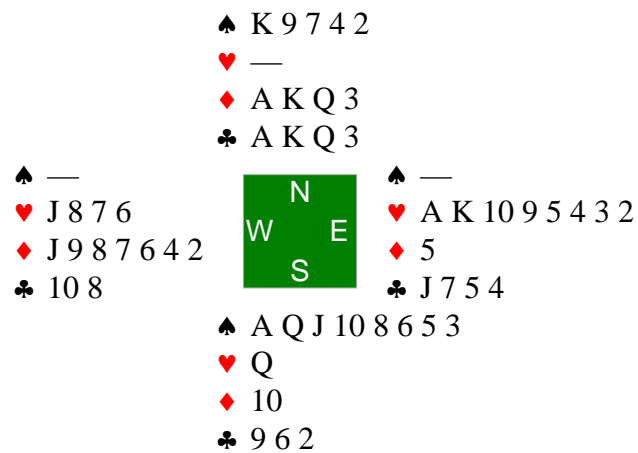 ♠ K 9 7 4 2
♥ —
♦ A K Q 3
♣ A K Q 3
♠ —
♥ J 8 7 6
♦ J 9 8 7 6 4 2
♣ 10 8
N
W E
S
♠ —
♥ A K 10 9 5 4 3 2
♦ 5
♣ J 7 5 4
♠ A Q J 10 8 6 5 3
♥ Q
♦ 10
♣ 9 6 2